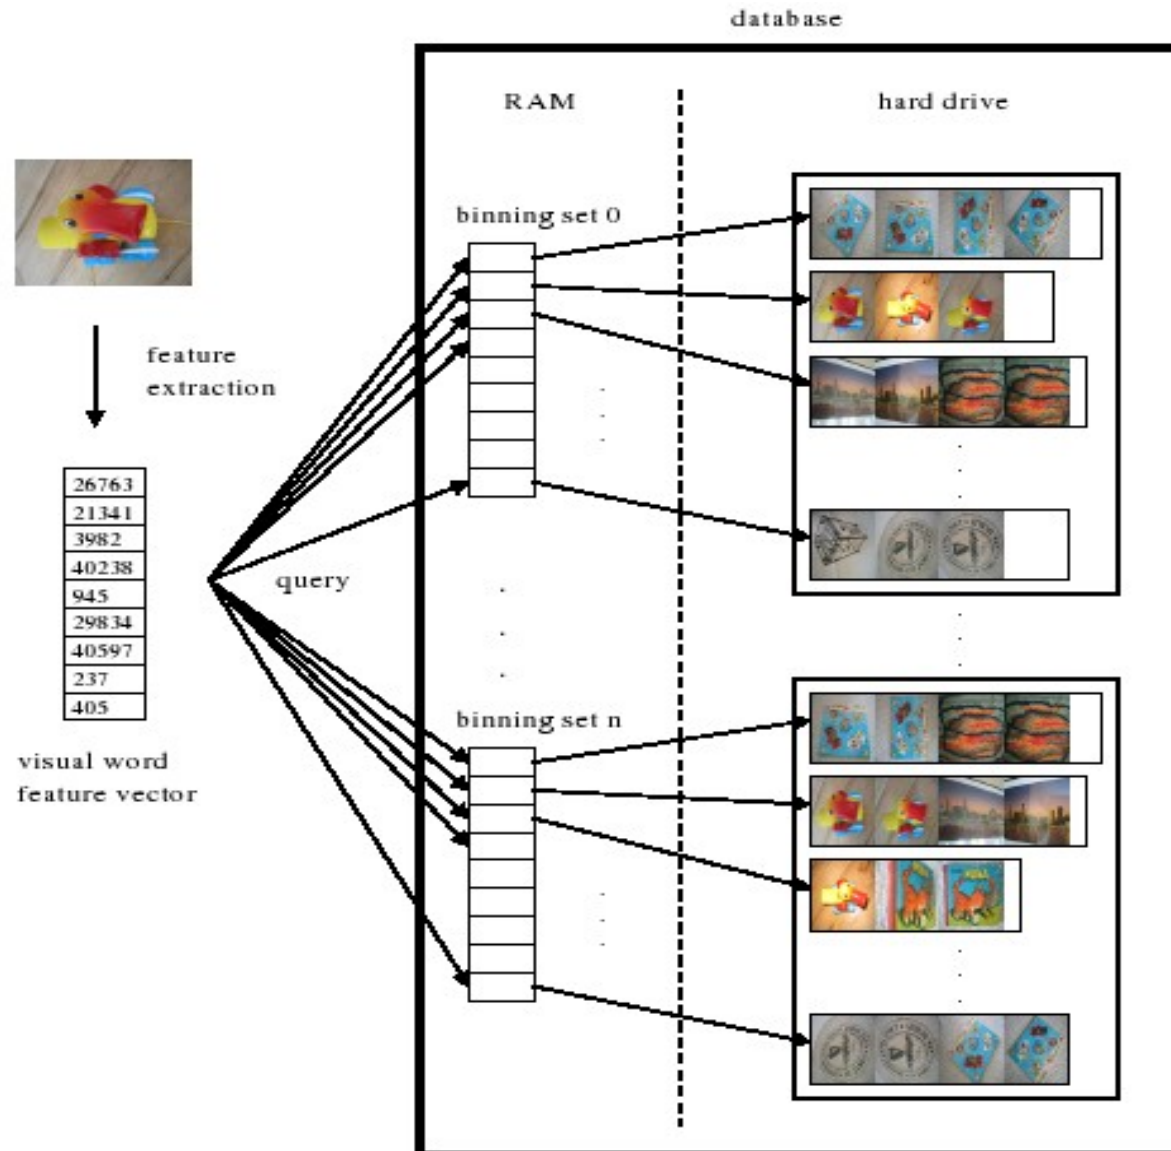 database
RAM
hard drive
binning set 0
feature
extraction
26763
21341
3982
40238
945
29834
40597
237
405
query
visual word
feature vector
binning set n